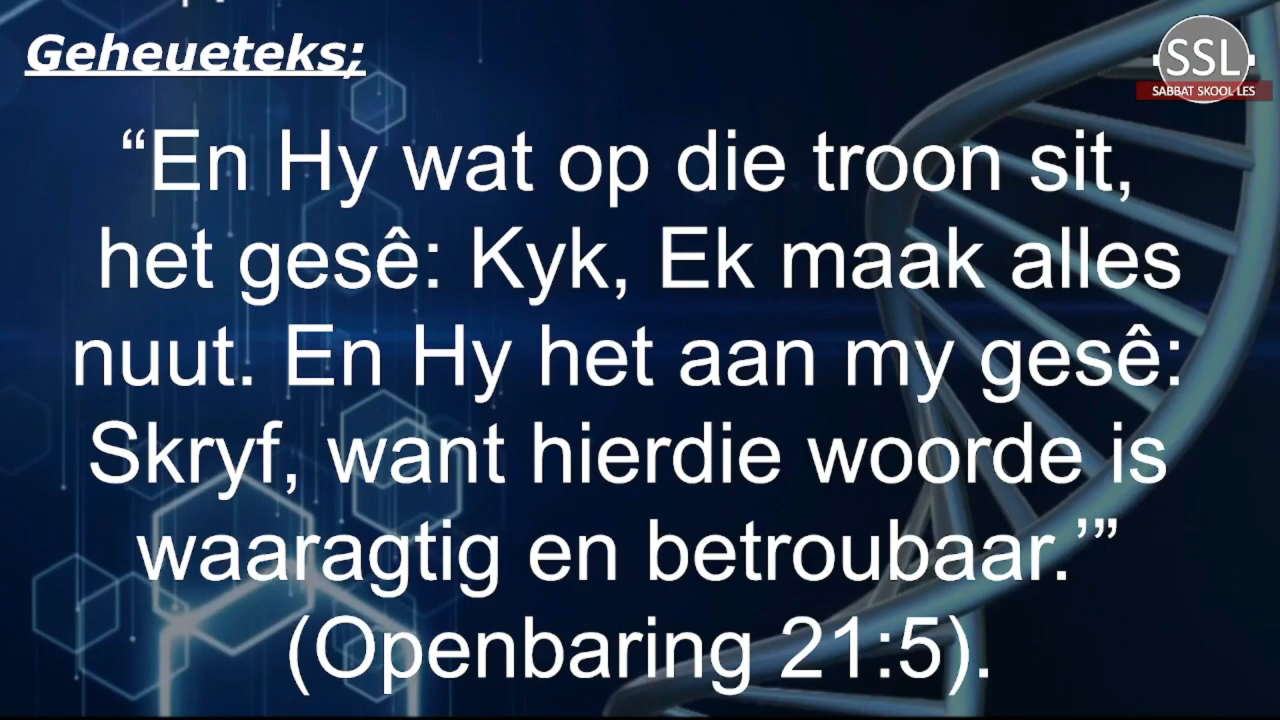 Geheueteks;
SSL
SABBAT SKOOL LES
“En Hy wat op die troon sit,
het gesê: Kyk, Ek maak alles
nuut. En Hy het aan my gesê:
Skryf, want hierdie woorde is
waaragtig en betroubaar.’”
(Openbaring 21:5).